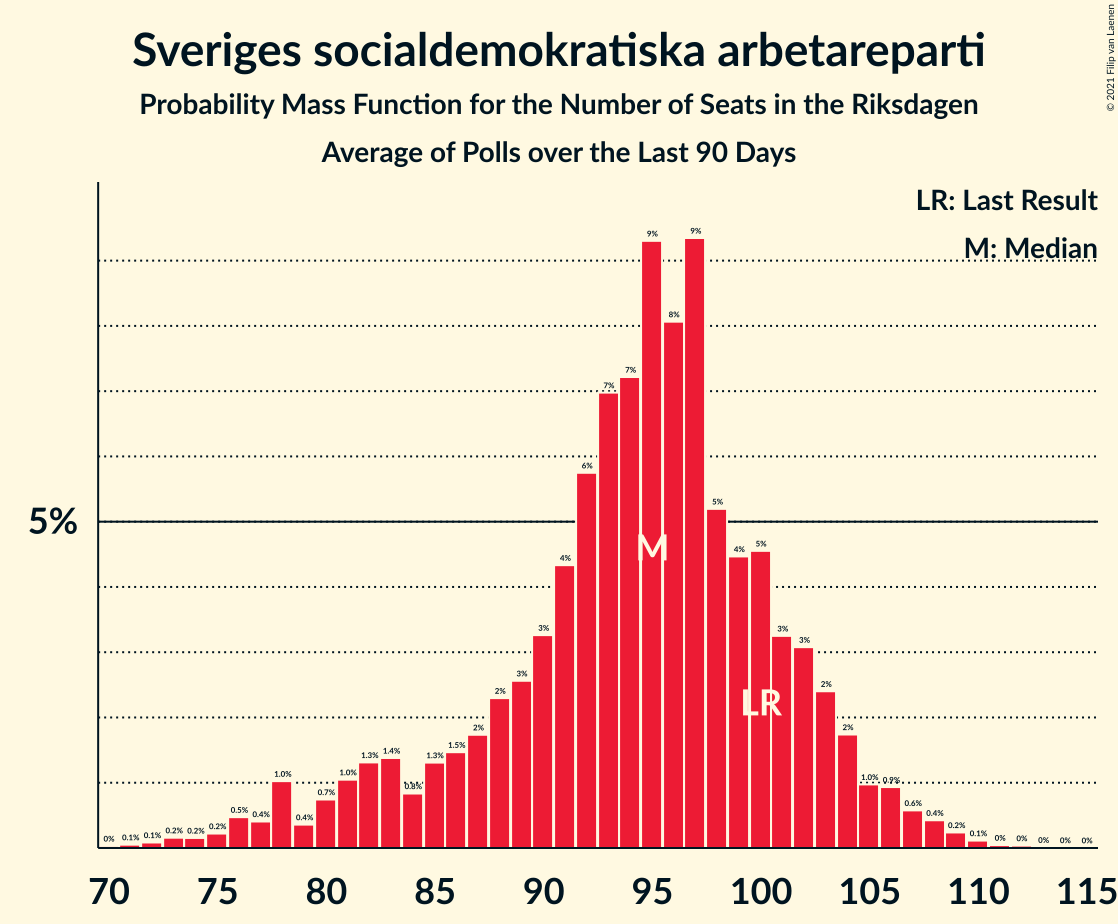 Sveriges socialdemokratiska arbetareparti
Probability Mass Function for the Number of Seats in the Riksdagen
Average of Polls over the Last 90 Days
© 2021 Filip van Laenen
LR: Last Result
M: Median
5%
0% 0.1% 0.1% 0.2% 0.2% 0.2% 0.5% 0.4% 1.0% 0.4% 0.7% 1.0% 1.3% 1.4% 0.8% 1.3% 1.5% 2% 2% 3% 3% 4% 6% 7% 7% 9% 8% 9% 5% 4% 5% 3% 3% 2% 2% 1.0% 0.9% 0.6% 0.4% 0.2% 0.1% 0% 0% 0% 0% 0%
M
LR
70 75 80 85 90 95 100 105 110 115